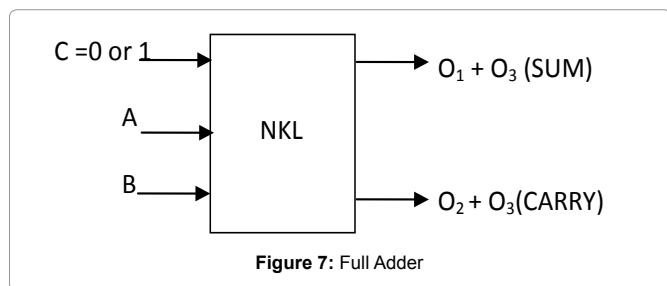 C =0 or 1
O₁ + O₃ (SUM)
A
NKL
B
O₂ + O₃(CARRY)
Figure 7: Full Adder